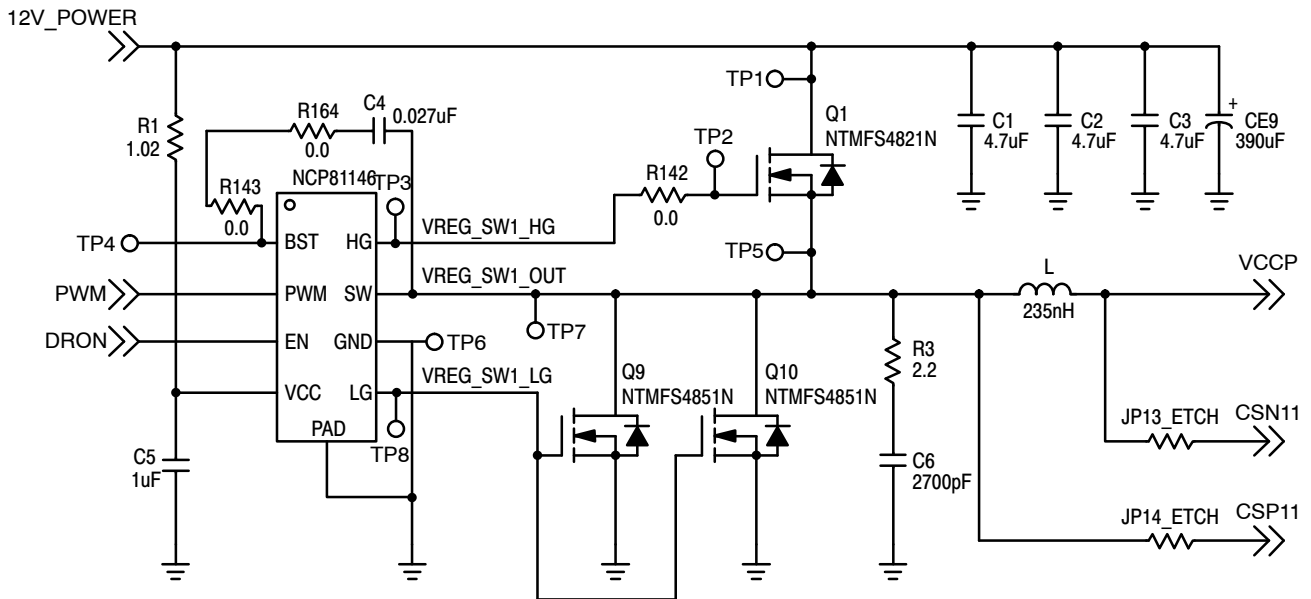 12V_POWER
TP1
R1
1.02
R164
0.0
C4
0.027uF
Q1
NTMFS4821N
C1
4.7uF
C2
4.7uF
C3
4.7uF
+
CE9
390uF
R143
0.0
NCP81146
TP3
TP2
R142
0.0
TP4
BST
HG
VREG_SW1_HG
TP5
PWM
PWM
SW
VREG_SW1_OUT
L
235nH
VCCP
DRON
EN
GND
TP6
TP7
VCC
LG
VREG_SW1_LG
PAD
TP8
Q9
NTMFS4851N
Q10
NTMFS4851N
R3
2.2
C5
1uF
C6
2700pF
JP13_ETCH
CSN11
JP14_ETCH
CSP11